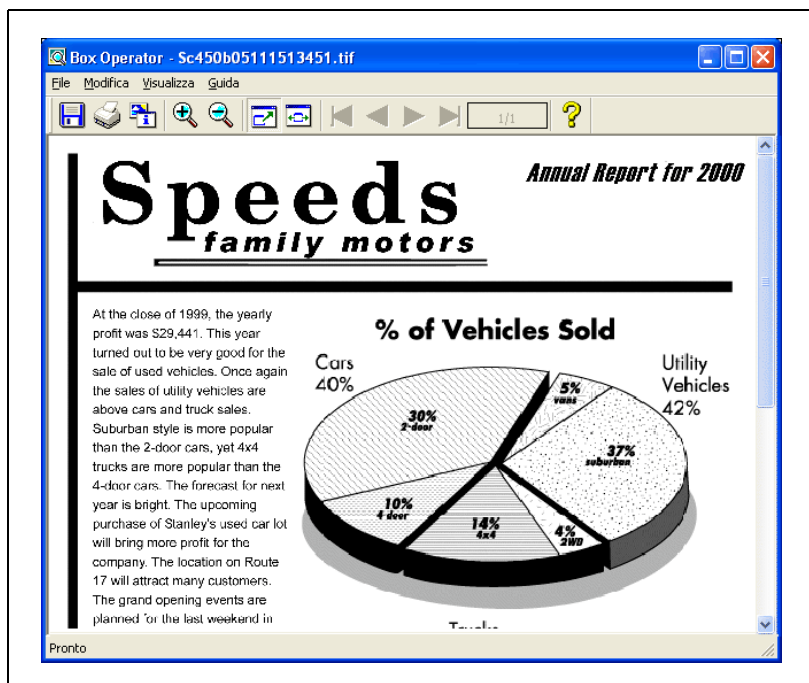 Box Operator - Sc450b05111513451.tif
File Modifica Visualizza Guida
1/1
Speeds
family motors
Annual Report for 2000
At the close of 1999, the yearly
profit was $29,441. This year
turned out to be very good for the
sale of used vehicles. Once again
the sales of utility vehicles are
above cars and truck sales.
Suburban style is more popular
than the 2-door cars, yet 4x4
trucks are more popular than the
4-door cars. The forecast for next
year is bright. The upcoming
purchase of Stanley's used car lot
will bring more profit for the
company. The location on Route
17 will attract many customers.
The grand opening events are
planned for the last weekend in
% of Vehicles Sold
Cars
40%
Utility
Vehicles
42%
5%
vans
30%
2-door
37%
suburban
10%
4 door
14%
4x4
4%
2WD
Trucks
Pronto